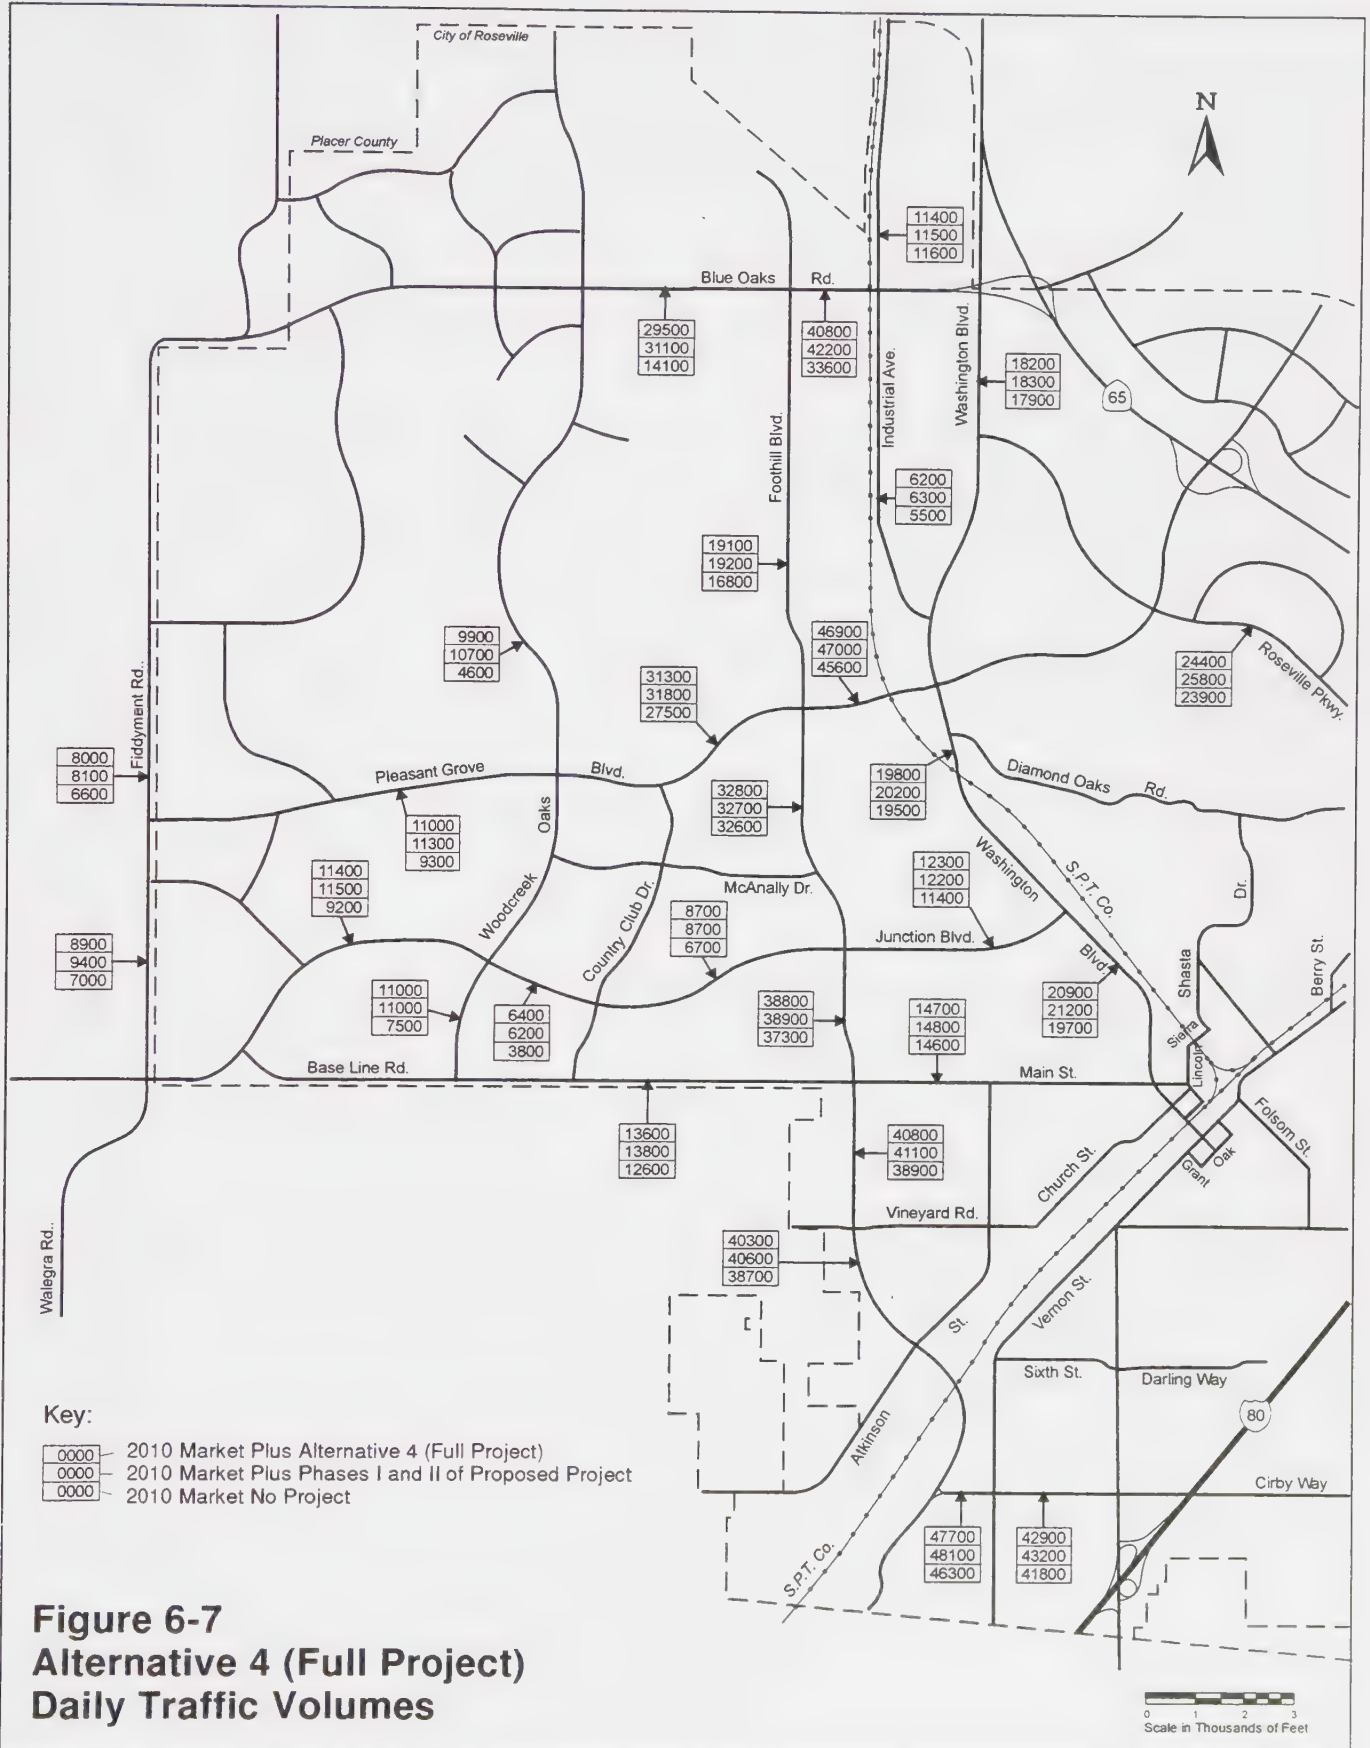 City of Roseville
Placer County
N
11400
11500
11600
Blue Oaks Rd.
29500
31100
14100
40800
42200
33600
Industrial Ave.
Washington Blvd.
18200
18300
17900
65
Foothill Blvd.
6200
6300
5500
19100
19200
16800
9900
10700
4600
46900
47000
45600
24400
25800
23900
Roseville Pkwy.
31300
31800
27500
Fiddyment Rd..
8000
8100
6600
Pleasant Grove Blvd.
Diamond Oaks Rd.
19800
20200
19500
32800
32700
32600
11000
11300
9300
Oaks
Woodcreek
11400
11500
9200
12300
12200
11400
Washington
Blvd.
S.P.T. Co.
McAnally Dr.
Country Club Dr.
8700
8700
6700
Junction Blvd.
Dr.
Shasta
Berry St.
8900
9400
7000
11000
11000
7500
6400
6200
3800
38800
38900
37300
14700
14800
14600
20900
21200
19700
Sierra
Lincoln
Base Line Rd.
Main St.
13600
13800
12600
40800
41100
38900
Church St.
Folsom St.
Grant
Oak
Vineyard Rd.
Walegra Rd..
40300
40600
38700
Vernon St.
St.
Atkinson
Sixth St.
Darling Way
80
Cirby Way
Key:
0000 2010 Market Plus Alternative 4 (Full Project)
0000 2010 Market Plus Phases I and II of Proposed Project
0000 2010 Market No Project
47700
48100
46300
42900
43200
41800
S.P.T. Co.
Figure 6-7
Alternative 4 (Full Project)
Daily Traffic Volumes
0 1 2 3
Scale in Thousands of Feet